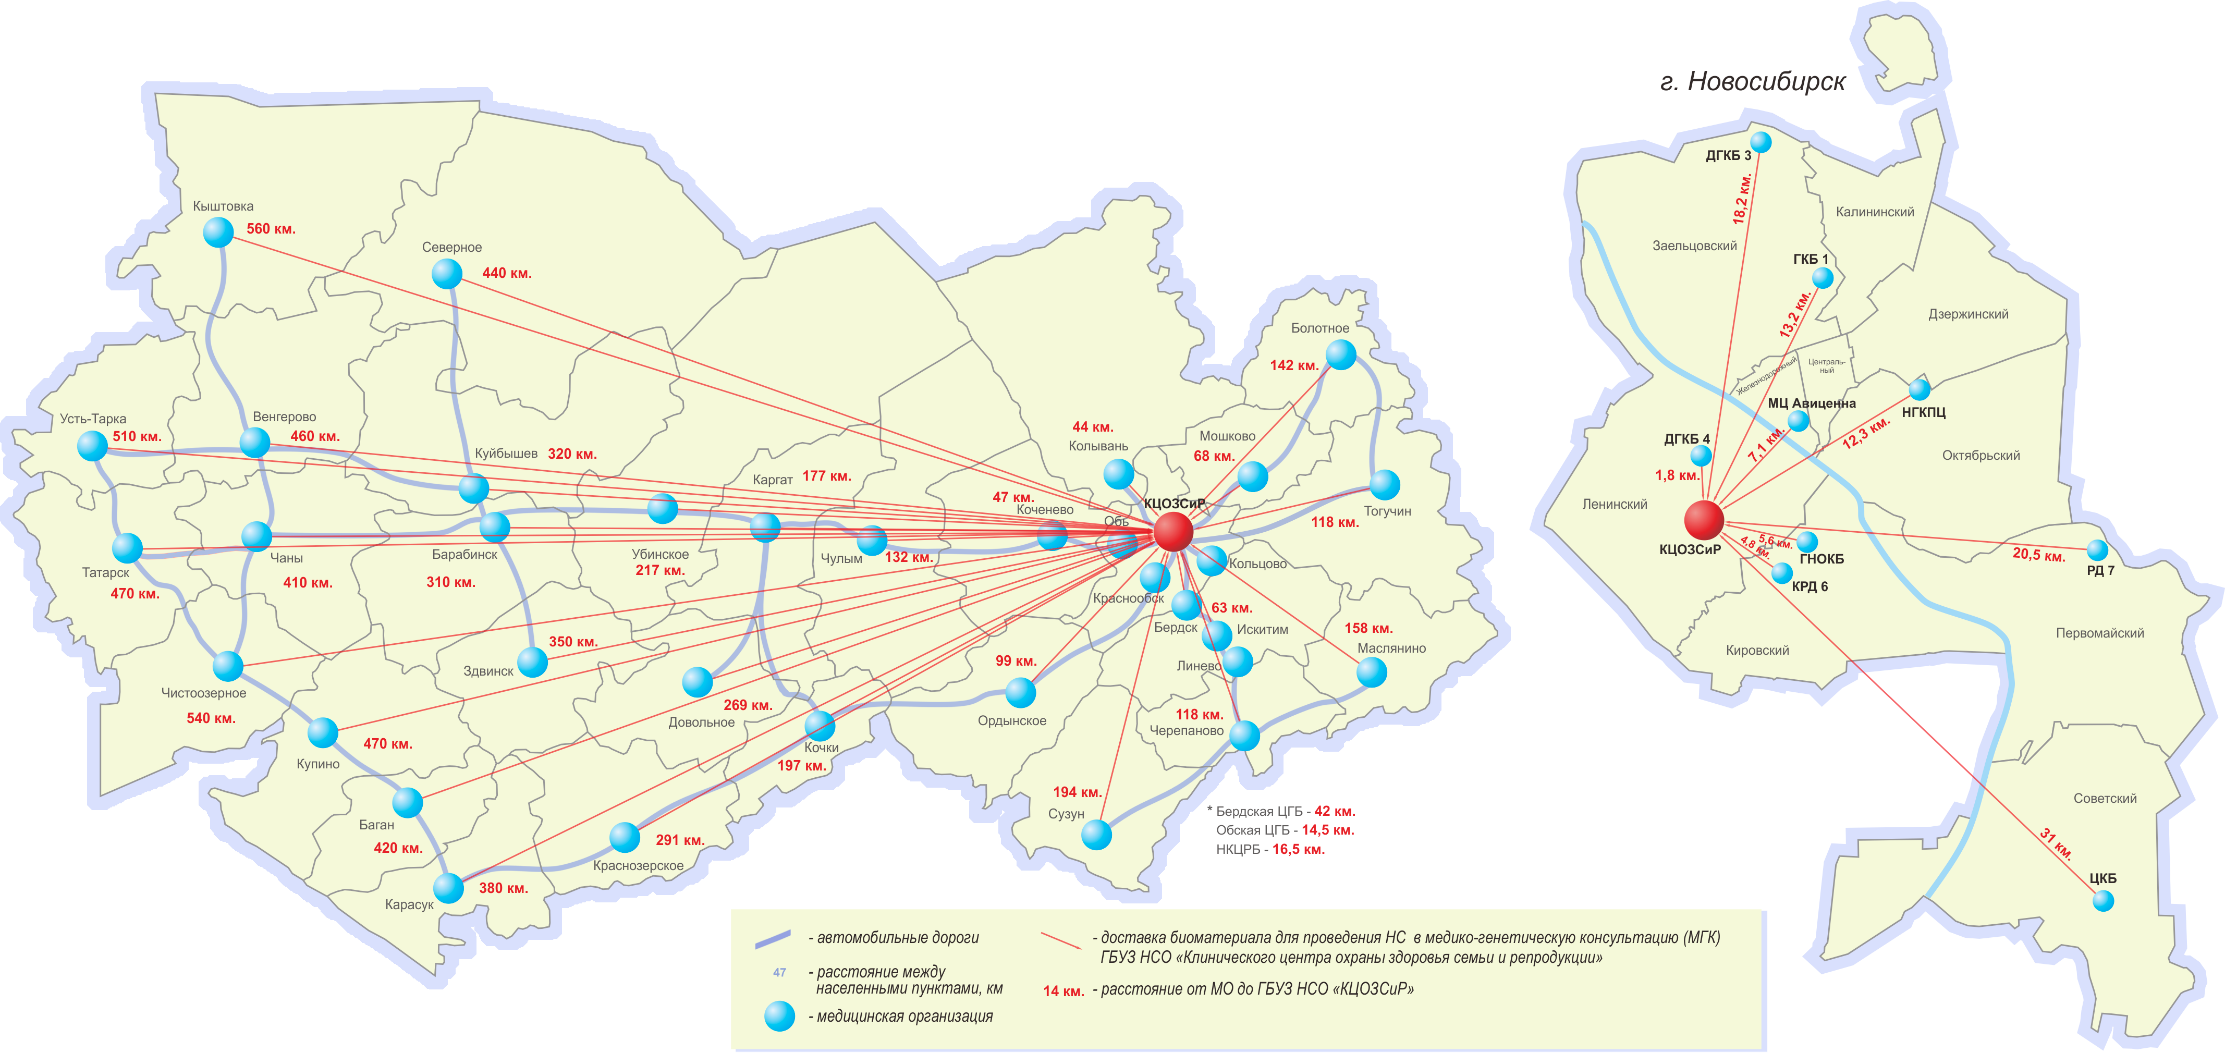 г. Новосибирск
Кыштовка
560 км.
Северное
440 км.
Болотное
142 км.
Усть-Тарка
510 км.
Венгерово
460 км.
Куйбышев
320 км.
Каргат
177 км.
44 км.
Колывань
Мошково
68 км.
47 км.
Коченево
КЦОЗСиР
Обь
Тогучин
118 км.
Татарск
470 км.
Чаны
410 км.
Барабинск
310 км.
Убинское
217 км.
Чулым
132 км.
Кольцово
Краснообск
63 км.
Бердск
Искитим
158 км.
Маслянино
Линево
350 км.
Здвинск
99 км.
Ордынское
Чистоозерное
540 км.
269 км.
Довольное
118 км.
Черепаново
470 км.
Купино
Кочки
197 км.
194 км.
Сузун
Баган
420 км.
291 км.
Краснозерское
380 км.
Карасук
* Бердская ЦГБ - 42 км.
Обская ЦГБ - 14,5 км.
НКЦРБ - 16,5 км.
- автомобильные дороги
47 - расстояние между
населенными пунктами, км
- медицинская организация
- доставка биоматериала для проведения НС в медико-генетическую консультацию (МГК)
ГБУЗ НСО «Клинического центра охраны здоровья семьи и репродукции»
14 км. - расстояние от МО до ГБУЗ НСО «КЦОЗСиР»
ДГКБ 3
18,2 км.
Калининский
Заельцовский
ГКБ 1
13,2 км.
Дзержинский
Железнодорожный
Централь-
ный
МЦ Авиценна
НГКПЦ
7,1 км.
12,3 км.
ДГКБ 4
1,8 км.
Октябрьский
Ленинский
КЦОЗСиР
5,6 км.
4,8 км.
ГНОКБ
КРД 6
20,5 км.
РД 7
Первомайский
Кировский
Советский
31 км.
ЦКБ